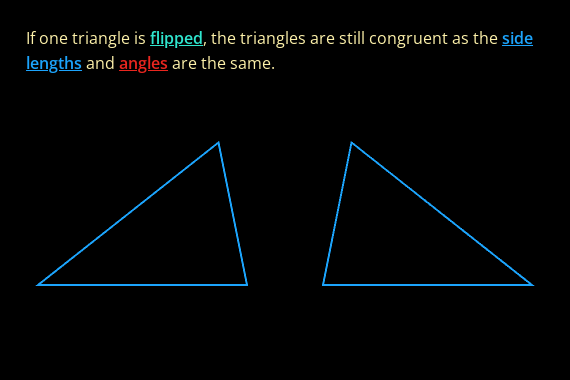 If one triangle is flipped, the triangles are still congruent as the side
lengths and angles are the same.